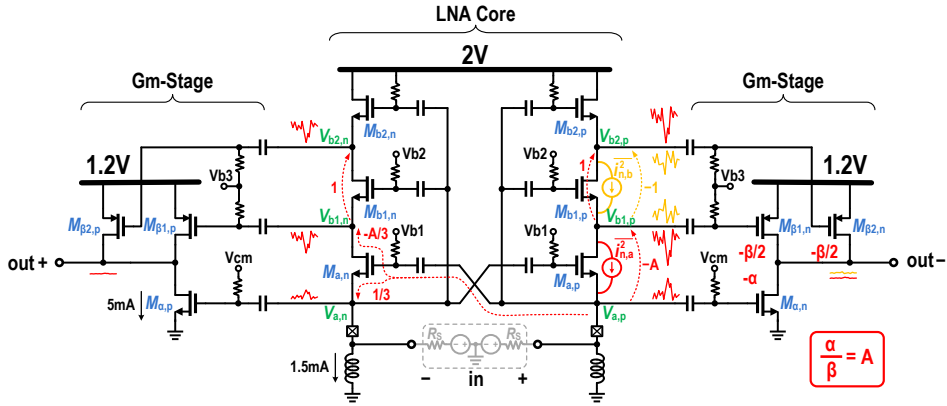 LNA Core
2V
Gm-Stage
Gm-Stage
1.2V
1.2V
Mb2,n
Mb2,p
Vb2,n
Vb2,p
Vb2
Vb2
Vb3
Vb3
1
1
i²n,b
−1
Mb1,n
Mb1,p
Mβ2,p
Mβ1,p
Mβ1,n
Mβ2,n
Vb1,n
Vb1,p
Vb1
Vb1
-A/3
i²n,a
−A
-β/2
-β/2
out+
out−
Vcm
Vcm
Ma,n
Ma,p
-α
1/3
5mA
Mα,p
Mα,n
Va,n
Va,p
RS
− +
− +
RS
1.5mA
− in +
α/β = A